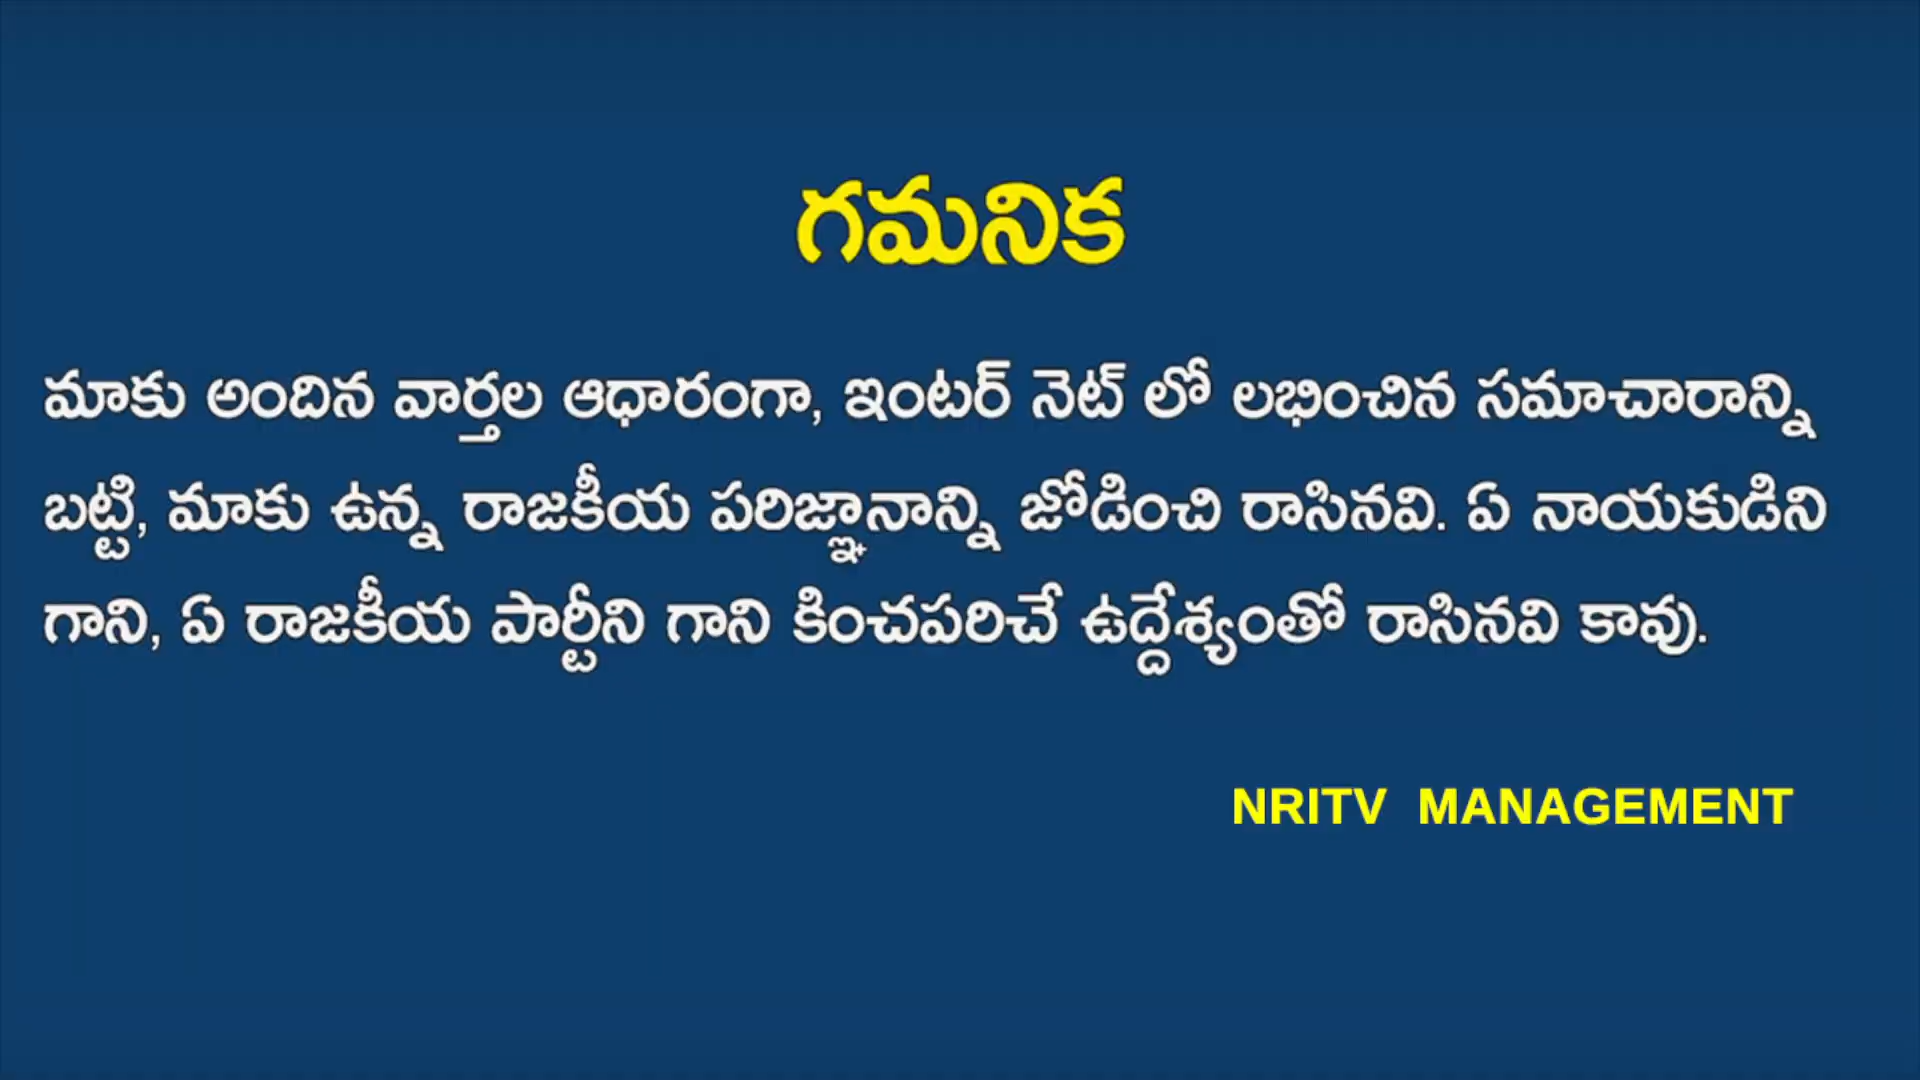 గమనిక
మాకు అందిన వార్తల ఆధారంగా, ఇంటర్ నెట్ లో లభించిన సమాచారాన్ని
బట్టి, మాకు ఉన్న రాజకీయ పరిజ్ఞానాన్ని జోడించి రాసినవి. ఏ నాయకుడిని
గాని, ఏ రాజకీయ పార్టీని గాని కించపరిచే ఉద్దేశ్యంతో రాసినవి కావు.
NRITV MANAGEMENT